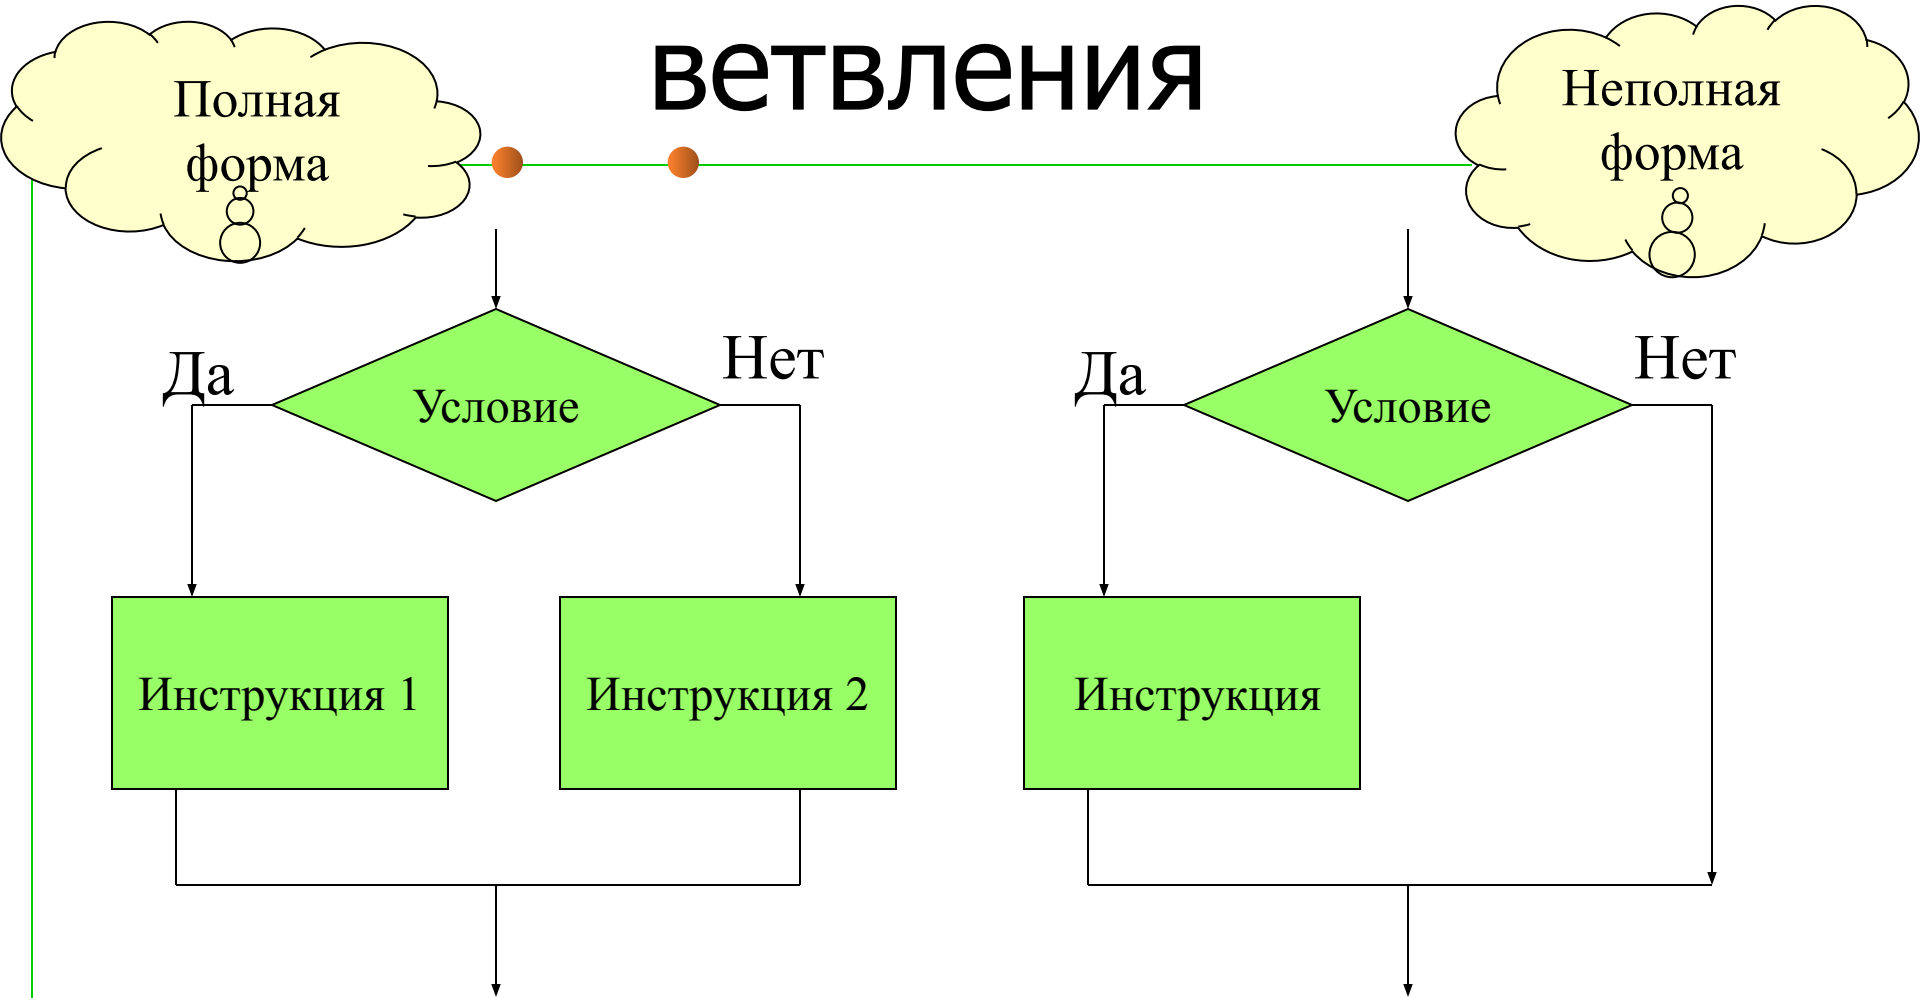 ветвления
Полная
форма
Неполная
форма
Да
Условие
Нет
Инструкция 1
Инструкция 2
Да
Условие
Нет
Инструкция